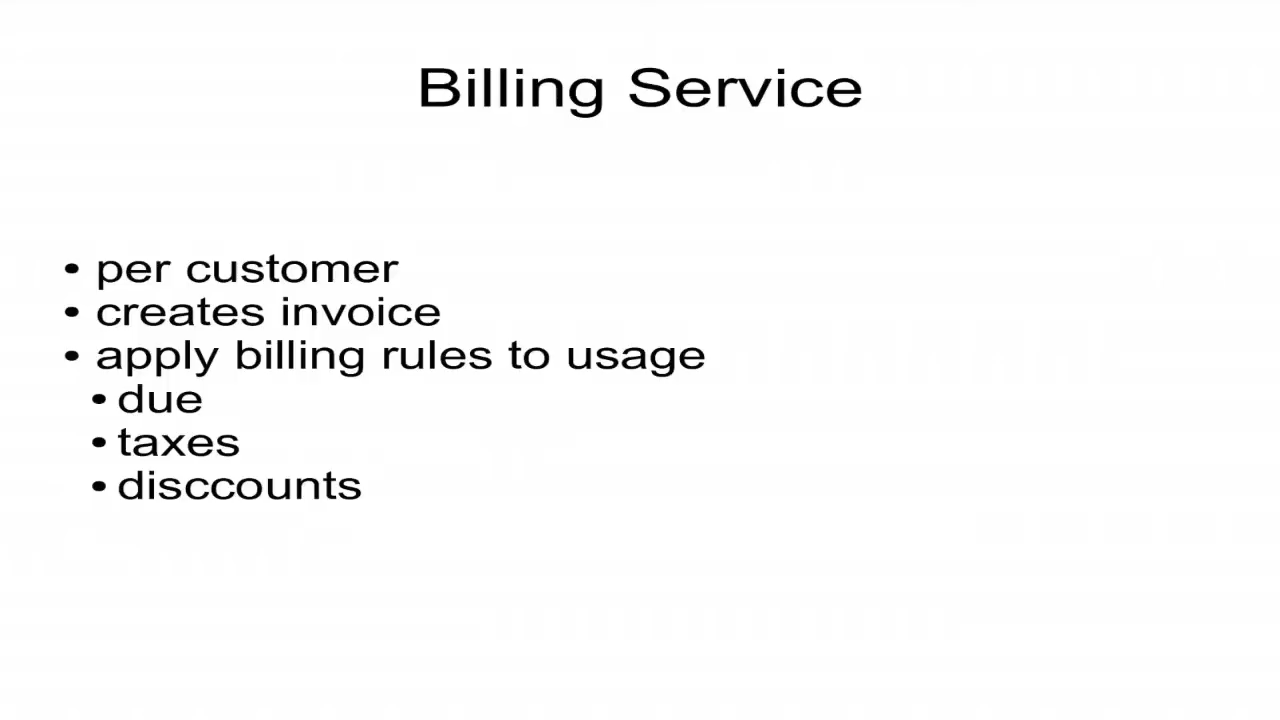 Billing Service
• per customer
• creates invoice
• apply billing rules to usage
• due
• taxes
• disccounts